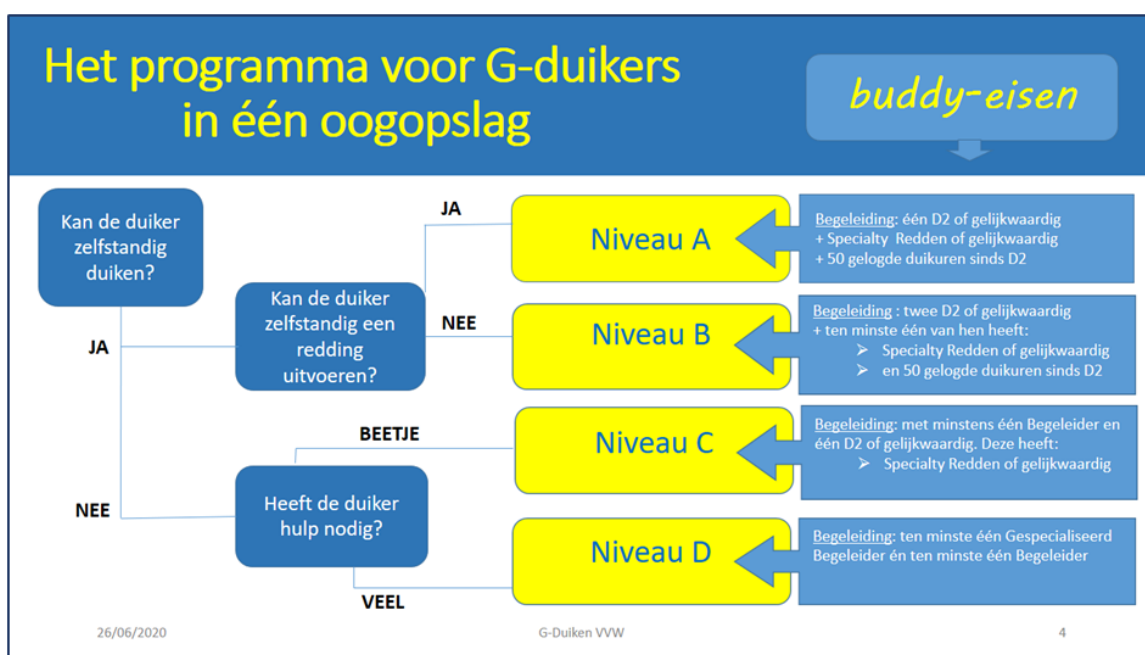 Het programma voor G-duikers
in één oogopslag
buddy-eisen
Kan de duiker
zelfstandig
duiken?
JA
NEE
Kan de duiker
zelfstandig een
redding
uitvoeren?
JA
NEE
Heeft de duiker
hulp nodig?
BEETJE
VEEL
Niveau A
Begeleiding: één D2 of gelijkwaardig
+ Specialty Redden of gelijkwaardig
+ 50 gelogde duikuren sinds D2
Niveau B
Begeleiding : twee D2 of gelijkwaardig
+ ten minste één van hen heeft:
➢ Specialty Redden of gelijkwaardig
➢ en 50 gelogde duikuren sinds D2
Niveau C
Begeleiding: met minstens één Begeleider en
één D2 of gelijkwaardig. Deze heeft:
➢ Specialty Redden of gelijkwaardig
Niveau D
Begeleiding: ten minste één Gespecialiseerd
Begeleider én ten minste één Begeleider
26/06/2020
G-Duiken VVW
4